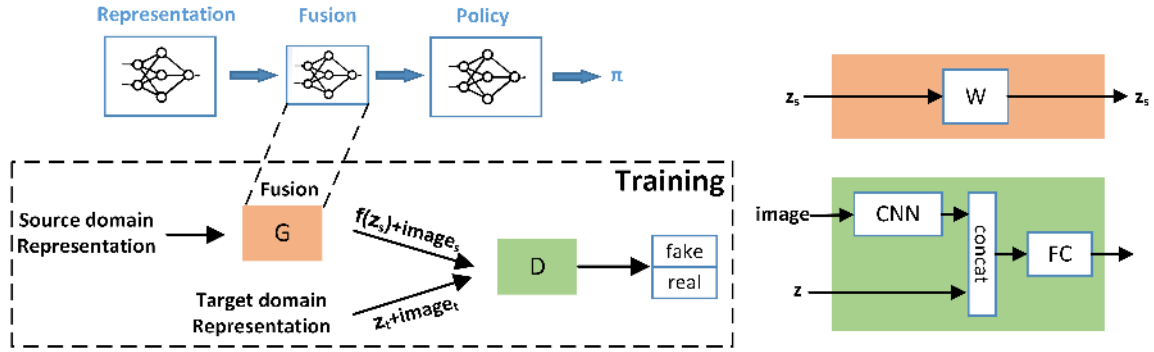 Representation
Fusion
Policy
π
Training
Fusion
Source domain
Representation
G
f(zₛ)+imageₛ
D
fake
real
Target domain
Representation
zₜ+imageₜ
zₛ
W
zₛ
image
CNN
concat
FC
z